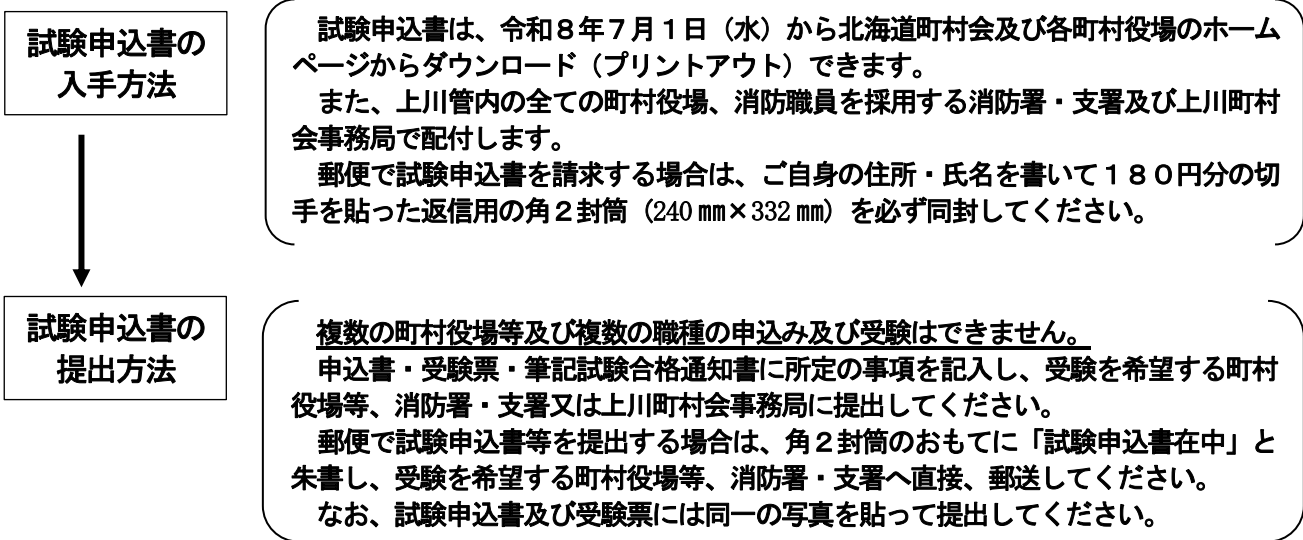 試験申込書の
入手方法
試験申込書は、令和８年７月１日（水）から北海道町村会及び各町村役場のホーム
ページからダウンロード（プリントアウト）できます。
また、上川管内の全ての町村役場、消防職員を採用する消防署・支署及び上川町村
会事務局で配付します。
郵便で試験申込書を請求する場合は、ご自身の住所・氏名を書いて１８０円分の切
手を貼った返信用の角２封筒（240㎜×332㎜）を必ず同封してください。
試験申込書の
提出方法
複数の町村役場等及び複数の職種の申込み及び受験はできません。
申込書・受験票・筆記試験合格通知書に所定の事項を記入し、受験を希望する町村
役場等、消防署・支署又は上川町村会事務局に提出してください。
郵便で試験申込書等を提出する場合は、角２封筒のおもてに「試験申込書在中」と
朱書し、受験を希望する町村役場等、消防署・支署へ直接、郵送してください。
なお、試験申込書及び受験票には同一の写真を貼って提出してください。